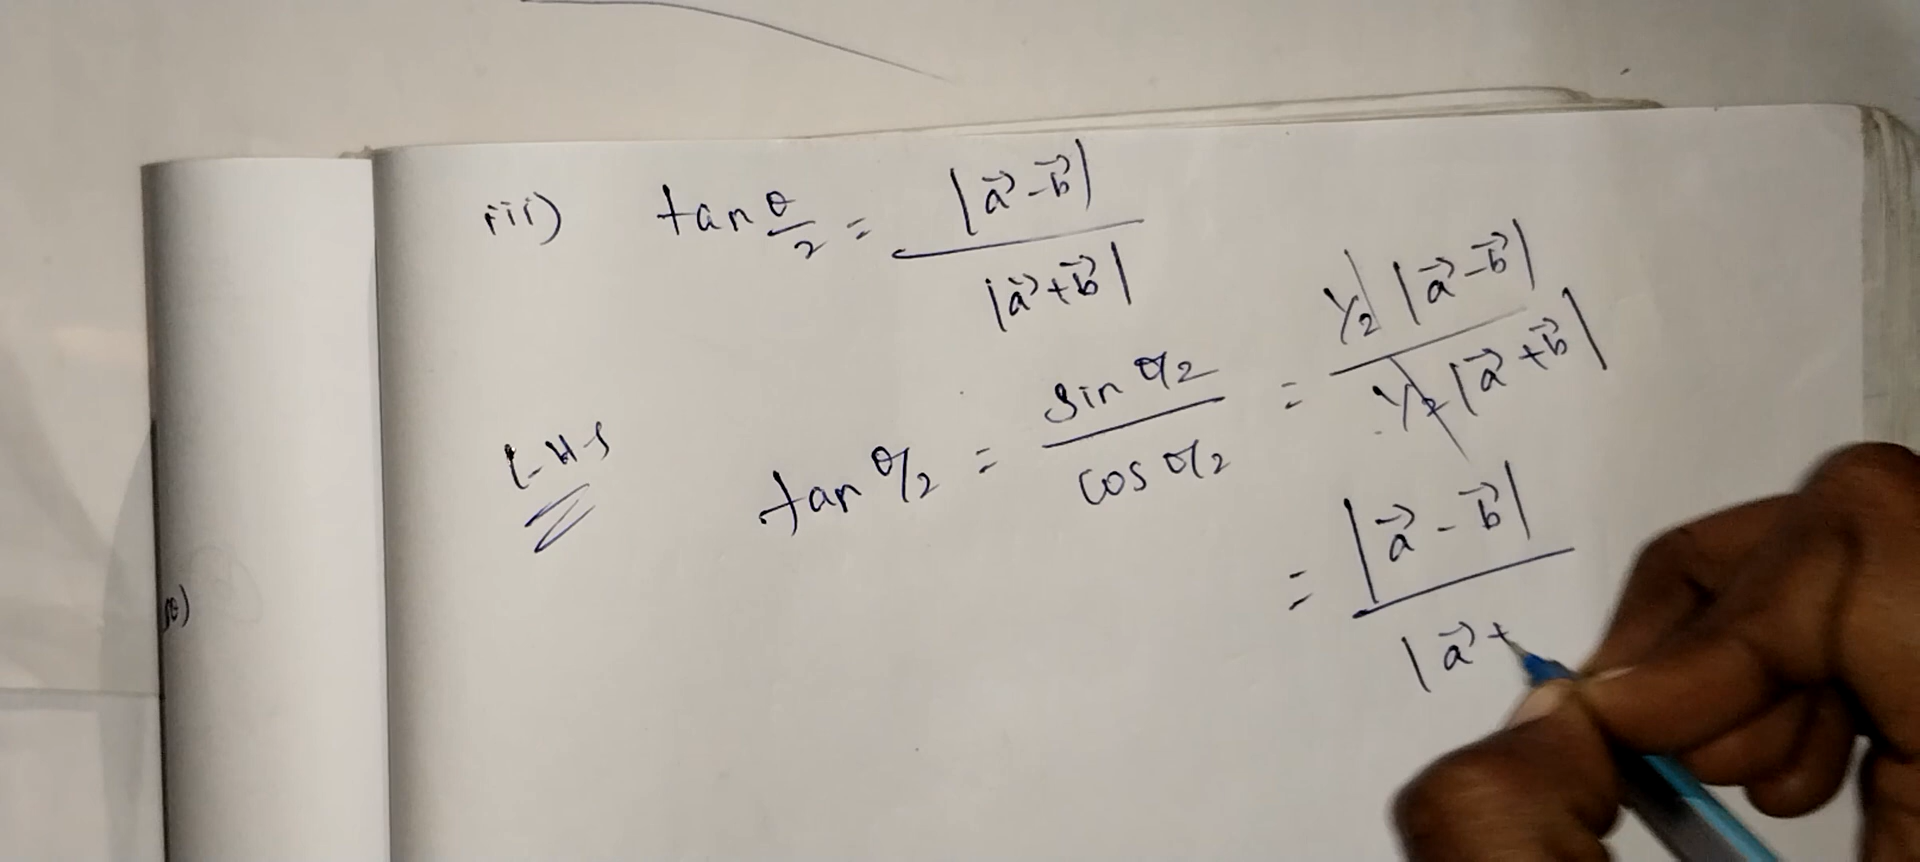 iii) tan θ/2 = |a⃗ - b⃗| / |a⃗ + b⃗|
L-H-S
tan θ/2 = sin θ/2 / cos θ/2 = 1/2 |a⃗ - b⃗| / 1/2 |a⃗ + b⃗|
= |a⃗ - b⃗| / |a⃗ +